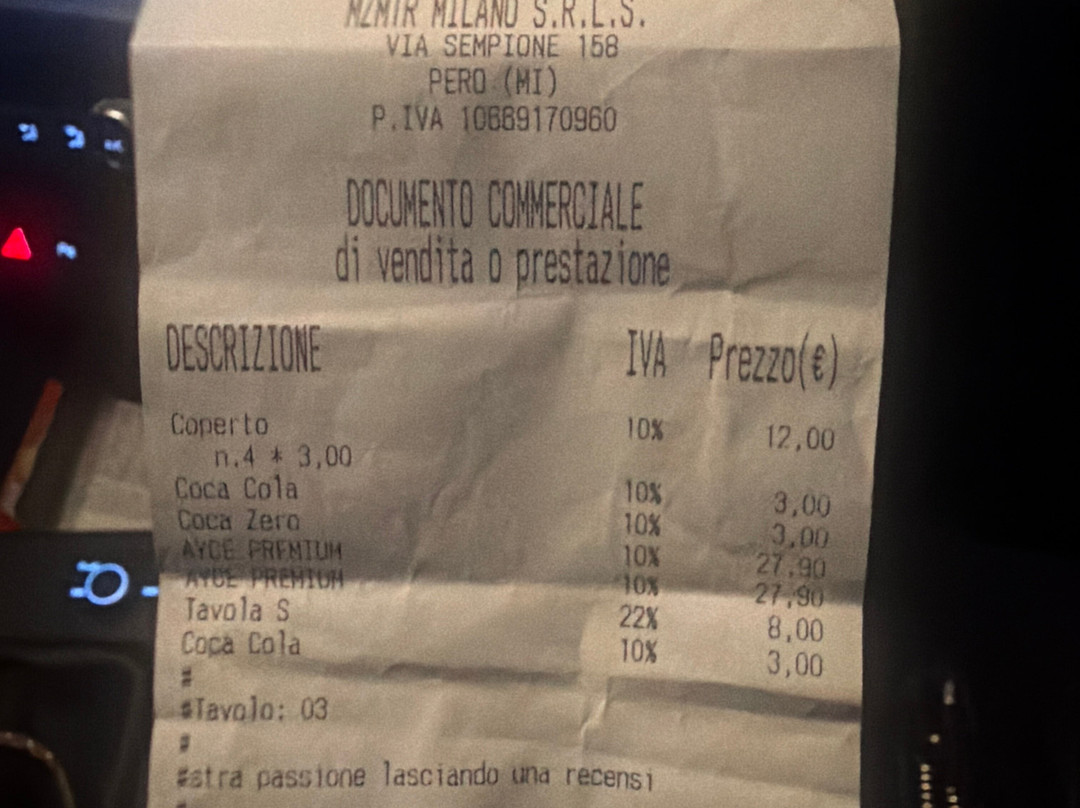 MZMIR MILANO S.R.L.S.
VIA SEMPIONE 158
PERO (MI)
P.IVA 10669170960
DOCUMENTO COMMERCIALE
di vendita o prestazione
DESCRIZIONE IVA Prezzo(€)
Coperto 10% 12,00
n.4 * 3,00
Coca Cola 10% 3,00
Coca Zero 10% 3,00
AYCE PREMIUM 10% 27,90
AYCE PREMIUM 10% 27,90
Tavola S 22% 8,00
Coca Cola 10% 3,00
#
#Tavolo: 03
#
#stra passione lasciando una recensi